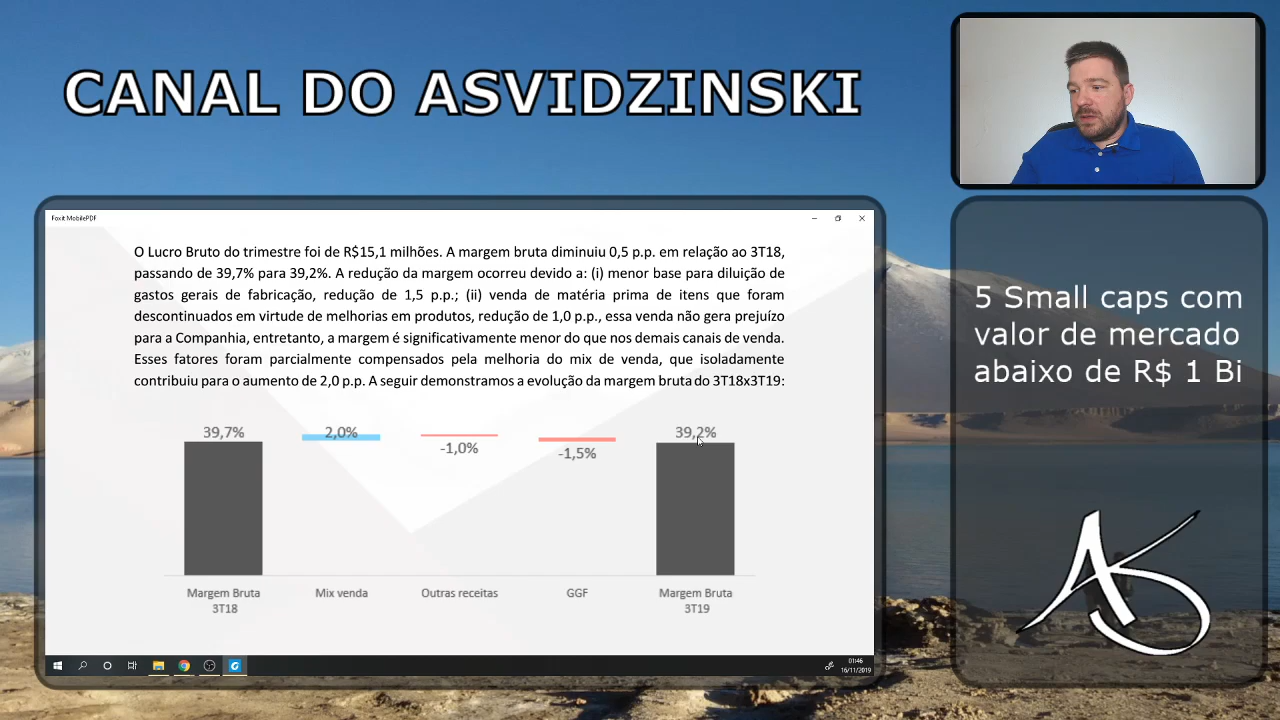 CANAL DO ASVIDZINSKI
Foxit MobilePDF
O Lucro Bruto do trimestre foi de R$15,1 milhões. A margem bruta diminuiu 0,5 p.p. em relação ao 3T18,
passando de 39,7% para 39,2%. A redução da margem ocorreu devido a: (i) menor base para diluição de
gastos gerais de fabricação, redução de 1,5 p.p.; (ii) venda de matéria prima de itens que foram
descontinuados em virtude de melhorias em produtos, redução de 1,0 p.p., essa venda não gera prejuízo
para a Companhia, entretanto, a margem é significativamente menor do que nos demais canais de venda.
Esses fatores foram parcialmente compensados pela melhoria do mix de venda, que isoladamente
contribuiu para o aumento de 2,0 p.p. A seguir demonstramos a evolução da margem bruta do 3T18x3T19:
39,7%
2,0%
-1,0%
-1,5%
39,2%
Margem Bruta
3T18
Mix venda
Outras receitas
GGF
Margem Bruta
3T19
01:46
16/11/2019
5 Small caps com
valor de mercado
abaixo de R$ 1 Bi